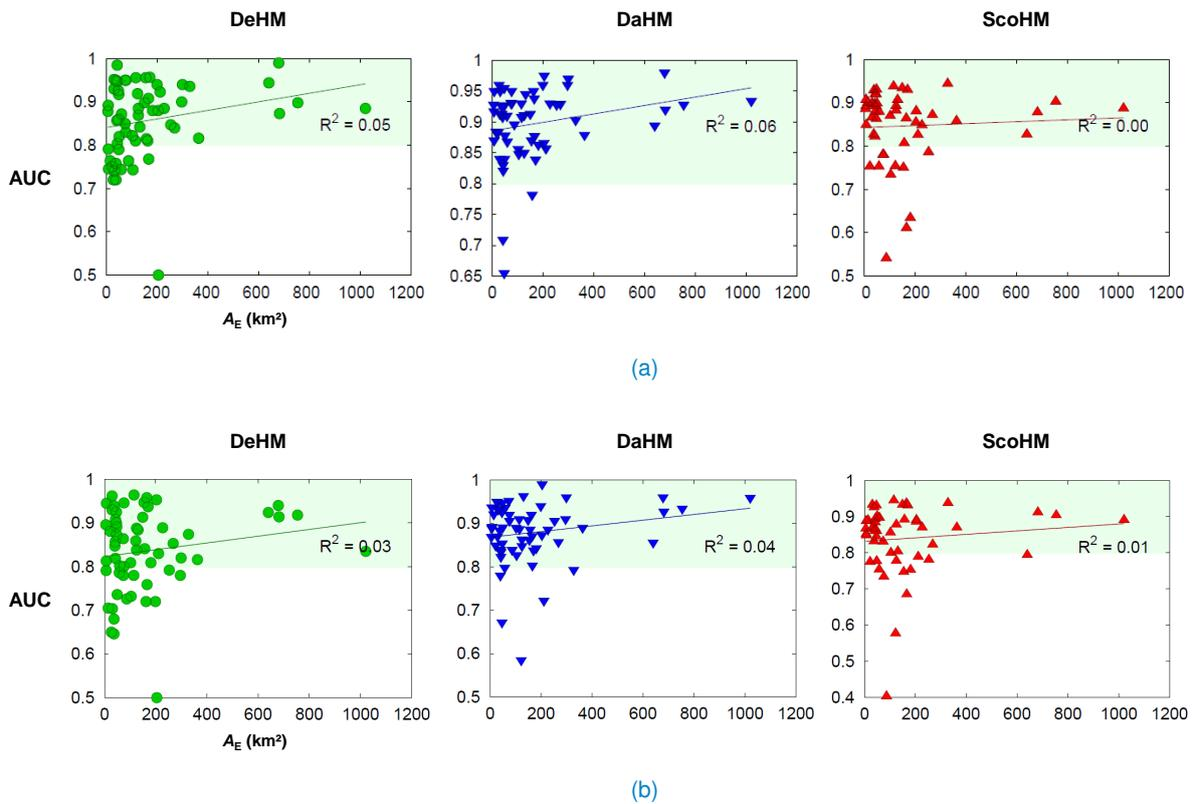 DeHM DaHM ScoHM
1 0.9 0.8 0.7 0.6 0.5
AUC
R² = 0.05
0 200 400 600 800 1000 1200
A_E (km²)
1 0.95 0.9 0.85 0.8 0.75 0.7 0.65
R² = 0.06
0 200 400 600 800 1000 1200
1 0.9 0.8 0.7 0.6 0.5
R² = 0.00
0 200 400 600 800 1000 1200
(a)
DeHM DaHM ScoHM
1 0.9 0.8 0.7 0.6 0.5
AUC
R² = 0.03
0 200 400 600 800 1000 1200
A_E (km²)
1 0.9 0.8 0.7 0.6 0.5
R² = 0.04
0 200 400 600 800 1000 1200
1 0.9 0.8 0.7 0.6 0.5 0.4
R² = 0.01
0 200 400 600 800 1000 1200
(b)